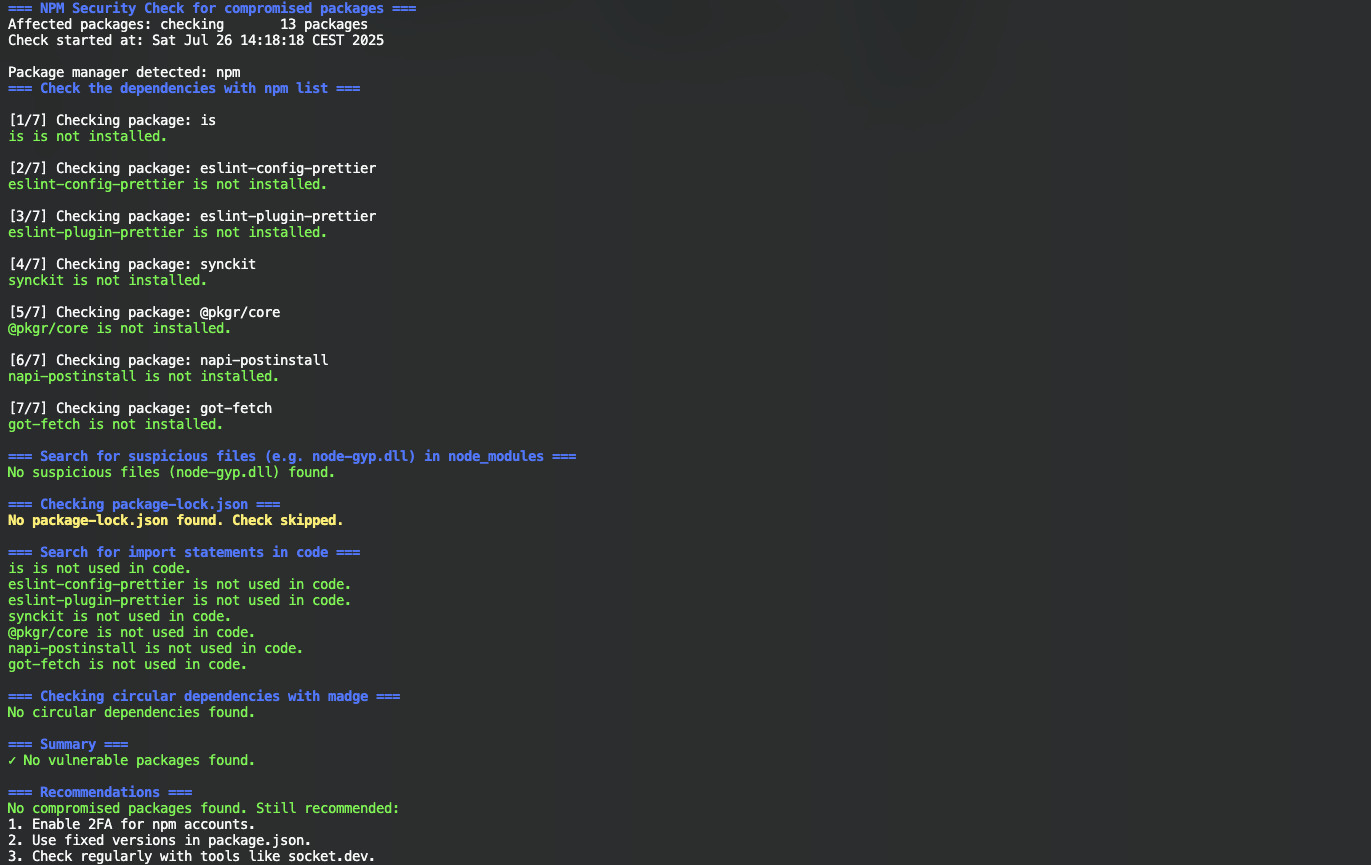 === NPM Security Check for compromised packages ===
Affected packages: checking       13 packages
Check started at: Sat Jul 26 14:18:18 CEST 2025
Package manager detected: npm
=== Check the dependencies with npm list ===
[1/7] Checking package: is
is is not installed.
[2/7] Checking package: eslint-config-prettier
eslint-config-prettier is not installed.
[3/7] Checking package: eslint-plugin-prettier
eslint-plugin-prettier is not installed.
[4/7] Checking package: synckit
synckit is not installed.
[5/7] Checking package: @pkgr/core
@pkgr/core is not installed.
[6/7] Checking package: napi-postinstall
napi-postinstall is not installed.
[7/7] Checking package: got-fetch
got-fetch is not installed.
=== Search for suspicious files (e.g. node-gyp.dll) in node_modules ===
No suspicious files (node-gyp.dll) found.
=== Checking package-lock.json ===
No package-lock.json found. Check skipped.
=== Search for import statements in code ===
is is not used in code.
eslint-config-prettier is not used in code.
eslint-plugin-prettier is not used in code.
synckit is not used in code.
@pkgr/core is not used in code.
napi-postinstall is not used in code.
got-fetch is not used in code.
=== Checking circular dependencies with madge ===
No circular dependencies found.
=== Summary ===
✓ No vulnerable packages found.
=== Recommendations ===
No compromised packages found. Still recommended:
1. Enable 2FA for npm accounts.
2. Use fixed versions in package.json.
3. Check regularly with tools like socket.dev.